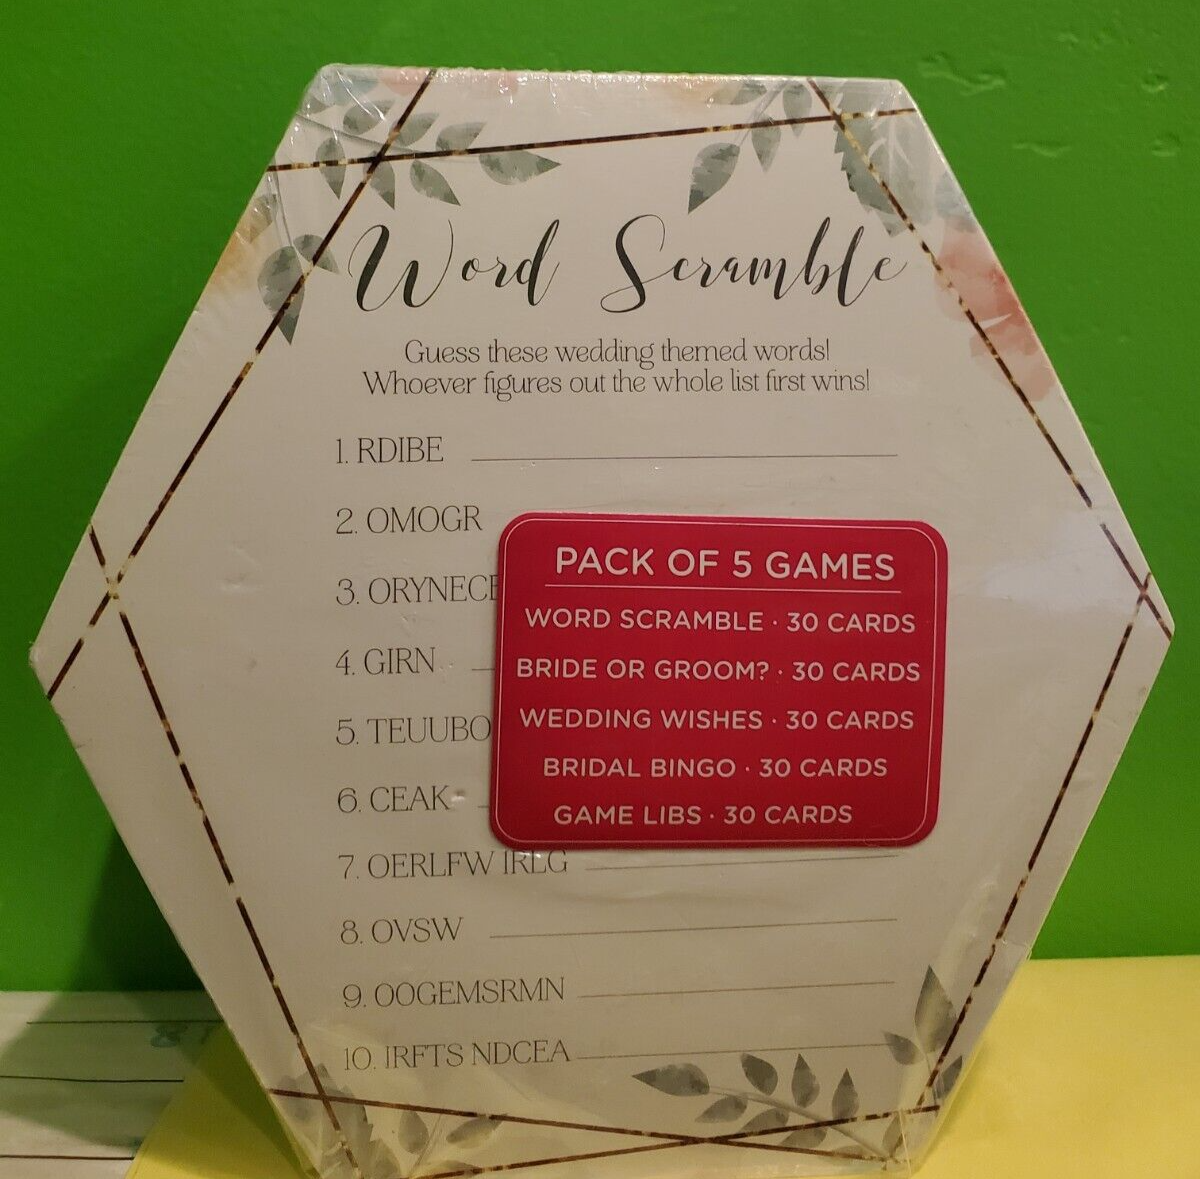 Word Scramble
Guess these wedding themed words!
Whoever figures out the whole list first wins!
1. RDIBE
2. OMOGR
3. ORYNECE
4. GIRN
5. TEUUBO
6. CEAK
7. OERLFW IRLG
8. OVSW
9. OOGEMSRMN
10. IRFTS NDCEA
PACK OF 5 GAMES
WORD SCRAMBLE · 30 CARDS
BRIDE OR GROOM? · 30 CARDS
WEDDING WISHES · 30 CARDS
BRIDAL BINGO · 30 CARDS
GAME LIBS · 30 CARDS